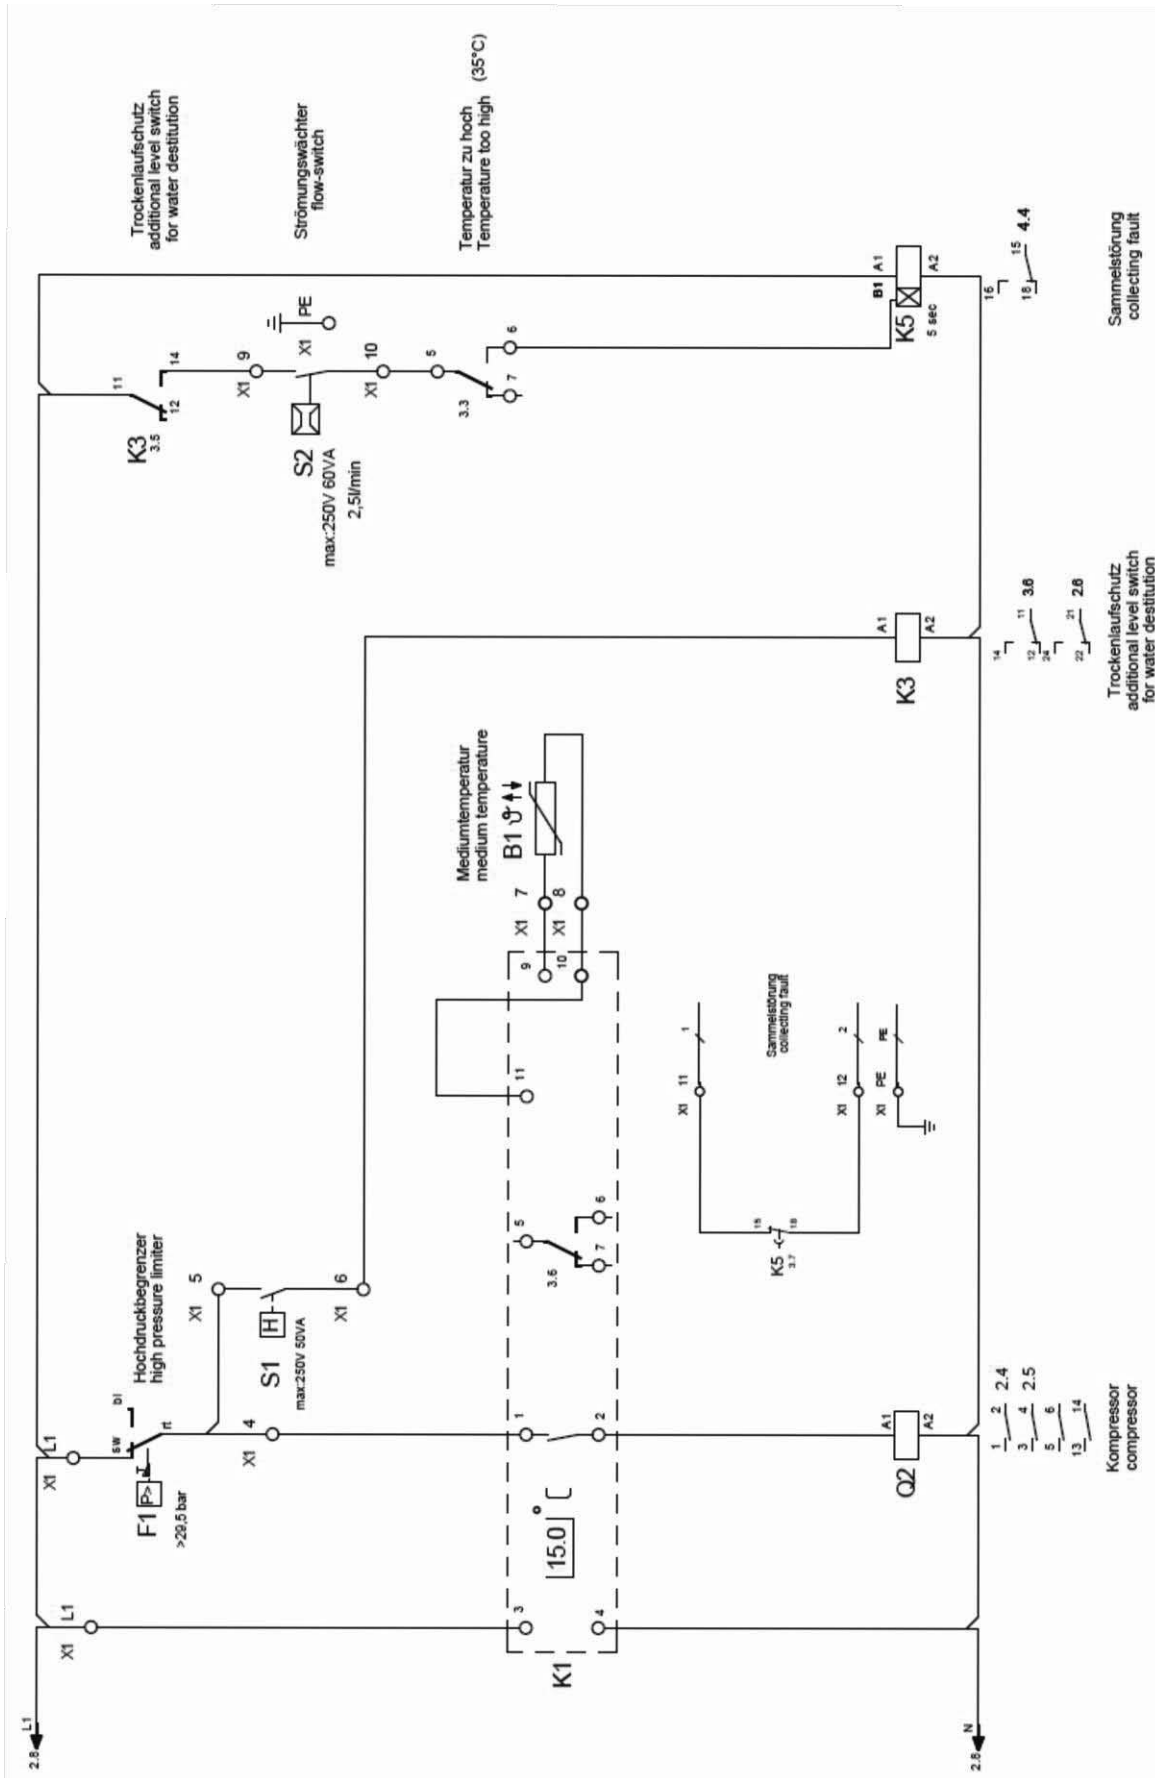 2.8
L1
X1
L1
X1
L1
Hochdruckbegrenzer
high pressure limiter
sw
bl
rt
F1
P>
>29,5 bar
X1
5
S1
H
max:250V 50VA
X1
6
X1
4
K1
3
4
15.0
°C
1
2
5
3.6
7
6
11
9
10
X1
7
X1
8
Mediumtemperatur
medium temperature
B1
ϑ
X1
11
1
Sammelstörung
collecting fault
K5
3.7
15
18
X1
12
2
X1
PE
PE
Trockenlaufschutz
additional level switch
for water destitution
11
K3
3.5
12
14
X1
9
Strömungswächter
flow-switch
X1
PE
S2
max:250V 60VA
2,5l/min
X1
10
Temperatur zu hoch
Temperature too high (35°C)
5
3.3
7
6
Q2
A1
A2
K3
A1
A2
B1
A1
K5
A2
5 sec
2.8
N
1
2
2.4
3
4
2.5
5
6
13
14
Kompressor
compressor
14
11
3.6
12
24
21
2.6
22
Trockenlaufschutz
additional level switch
for water destitution
16
15
4.4
18
Sammelstörung
collecting fault